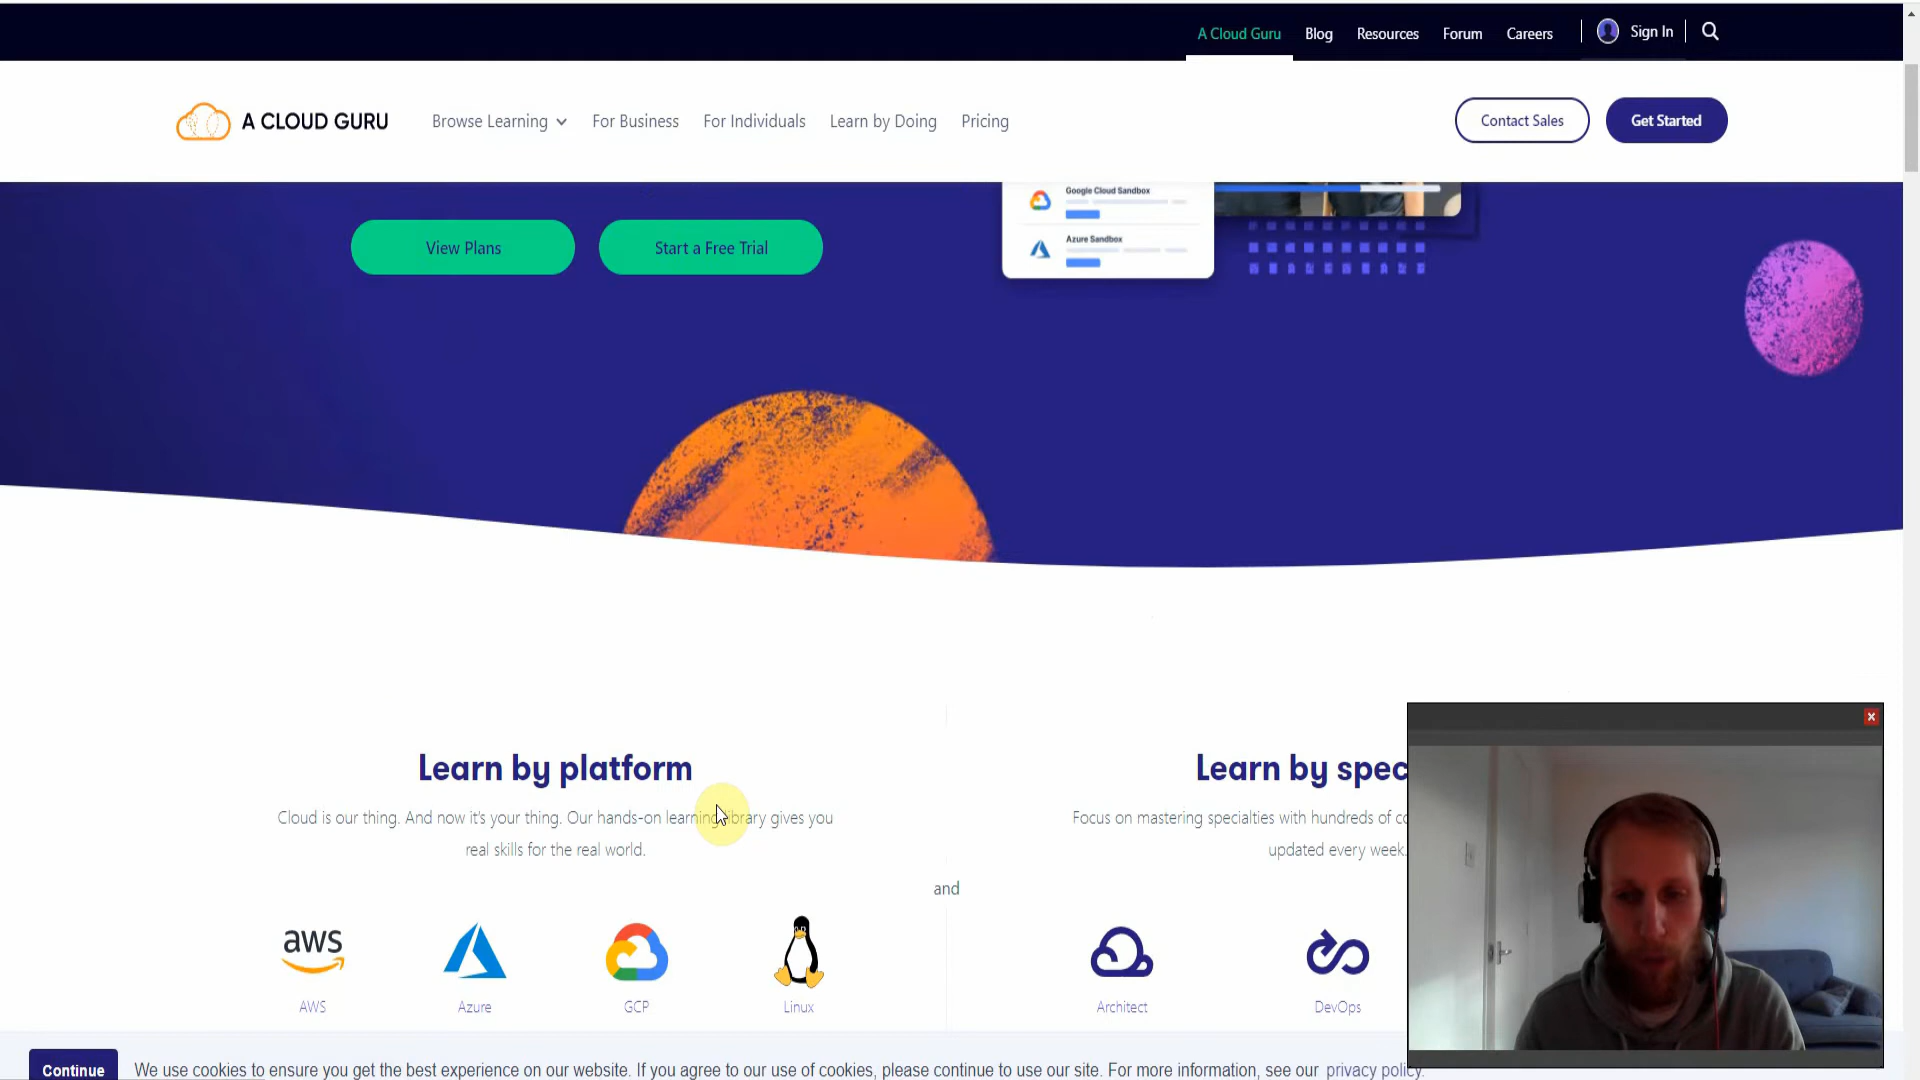 A Cloud Guru
Blog
Resources
Forum
Careers
Sign In
A CLOUD GURU
Browse Learning
For Business
For Individuals
Learn by Doing
Pricing
Contact Sales
Get Started
Google Cloud Sandbox
Azure Sandbox
View Plans
Start a Free Trial
Learn by platform
Cloud is our thing. And now it's your thing. Our hands-on learning library gives you
real skills for the real world.
aws
AWS
Azure
GCP
Linux
and
Learn by spec
Focus on mastering specialties with hundreds of co
updated every week.
Architect
DevOps
Continue
We use cookies to ensure you get the best experience on our website. If you agree to our use of cookies, please continue to use our site. For more information, see our privacy policy.